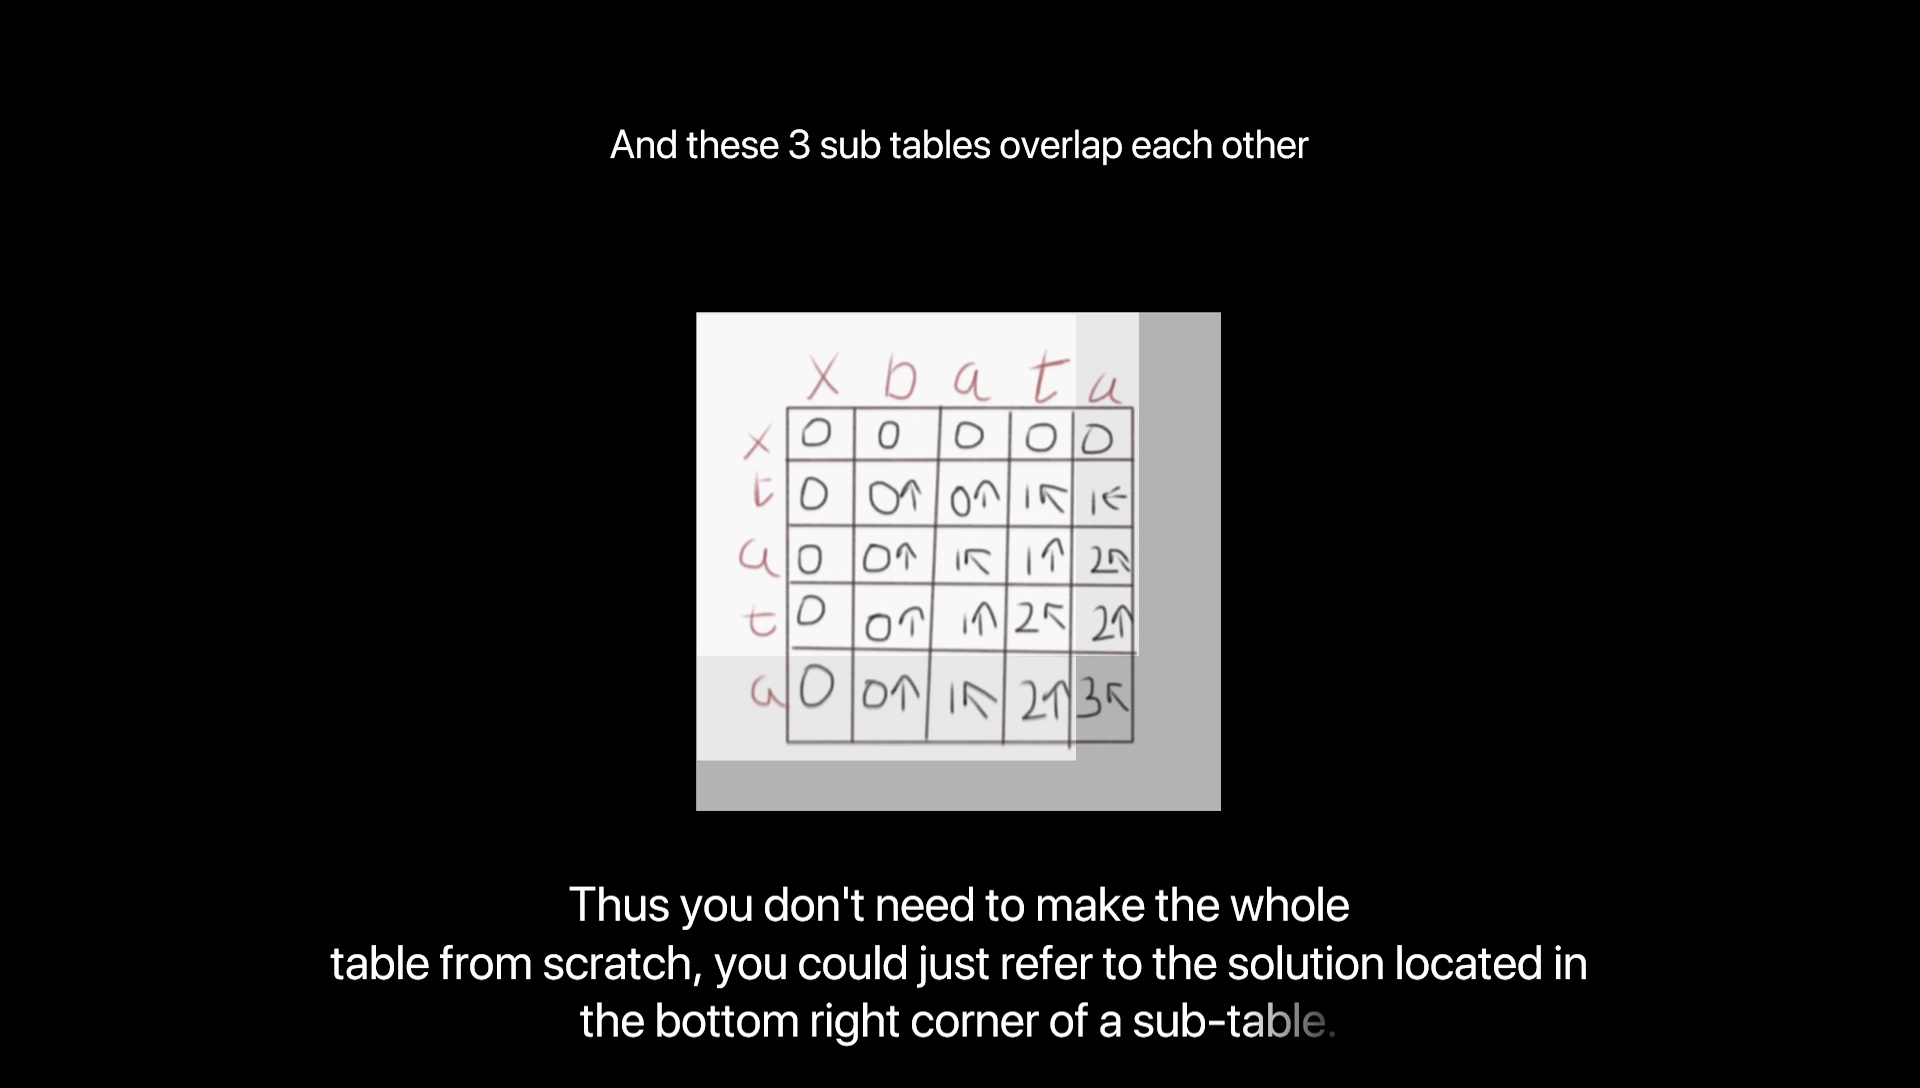 And these 3 sub tables overlap each other
x b a t a
x 0 0 0 0 0
t 0 0↑ 0↑ 1↖ 1←
a 0 0↑ 1↖ 1↑ 2↖
t 0 0↑ 1↑ 2↖ 2↑
a 0 0↑ 1↖ 2↑ 3↖
Thus you don't need to make the whole
table from scratch, you could just refer to the solution located in
the bottom right corner of a sub-table.